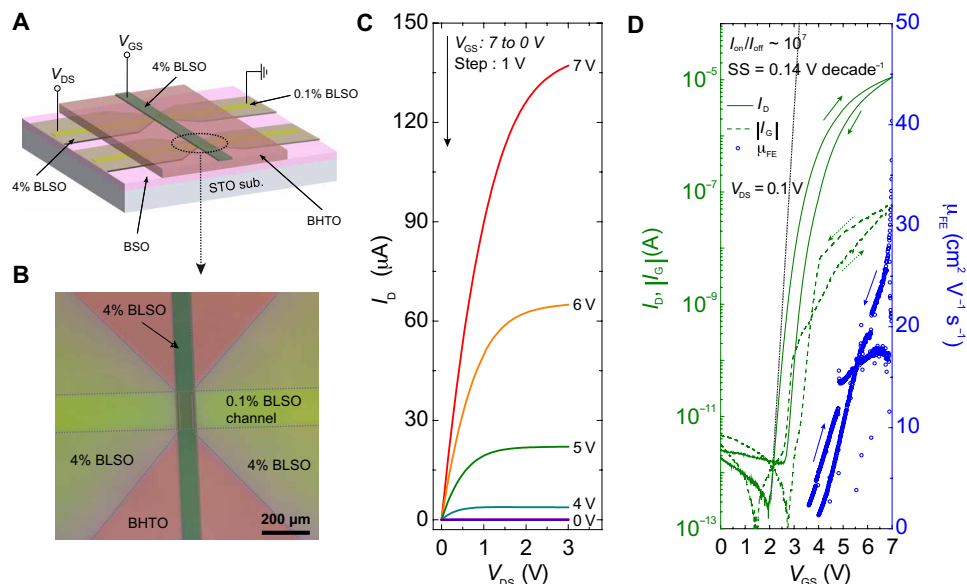 A
V_GS
4% BLSO
V_DS
0.1% BLSO
4% BLSO
STO sub.
BSO
BHTO
B
4% BLSO
0.1% BLSO
channel
4% BLSO
4% BLSO
BHTO
200 µm
C
V_GS: 7 to 0 V
Step : 1 V
7 V
6 V
5 V
4 V
0 V
150
120
90
60
30
0
I_D (µA)
0 1 2 3 4
V_DS (V)
D
I_on/I_off ~ 10^7
SS = 0.14 V decade^-1
I_D
|I_G|
µ_FE
V_DS = 0.1 V
10^-5
10^-7
10^-9
10^-11
10^-13
I_D, |I_G| (A)
0 1 2 3 4 5 6 7
V_GS (V)
50
40
30
20
10
0
µ_FE (cm^2 V^-1 s^-1)